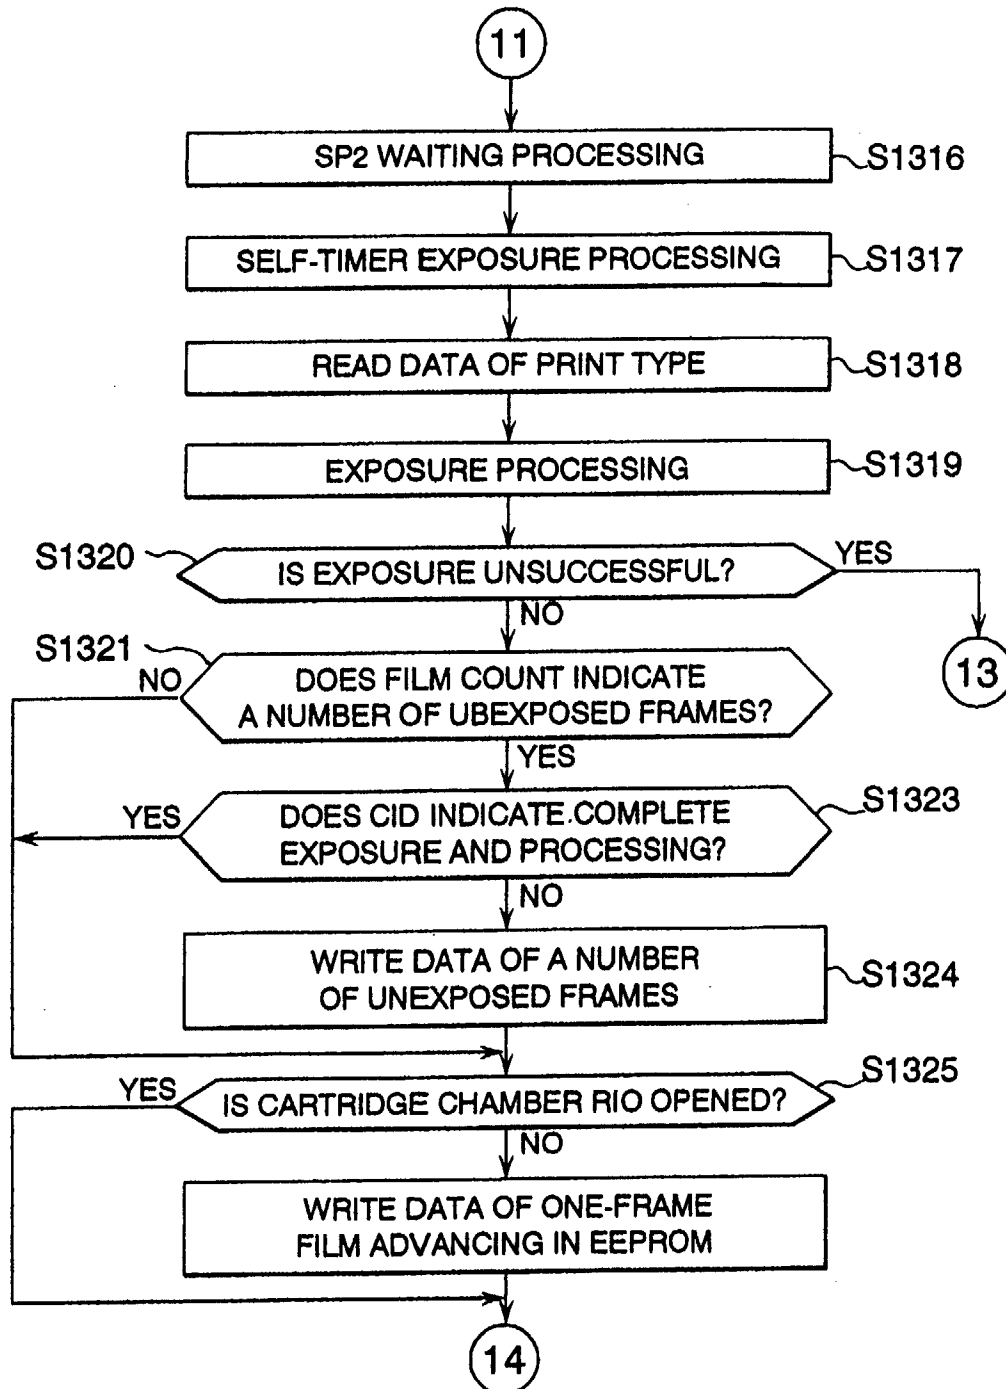 11
SP2 WAITING PROCESSING
S1316
SELF-TIMER EXPOSURE PROCESSING
S1317
READ DATA OF PRINT TYPE
S1318
EXPOSURE PROCESSING
S1319
S1320
IS EXPOSURE UNSUCCESSFUL?
YES
NO
13
S1321
NO
DOES FILM COUNT INDICATE
A NUMBER OF UBEXPOSED FRAMES?
YES
YES
DOES CID INDICATE.COMPLETE
EXPOSURE AND PROCESSING?
S1323
NO
WRITE DATA OF A NUMBER
OF UNEXPOSED FRAMES
S1324
YES
IS CARTRIDGE CHAMBER RIO OPENED?
S1325
NO
WRITE DATA OF ONE-FRAME
FILM ADVANCING IN EEPROM
14